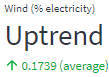 Wind (% electricity)
Uptrend
↑ 0.1739 (average)